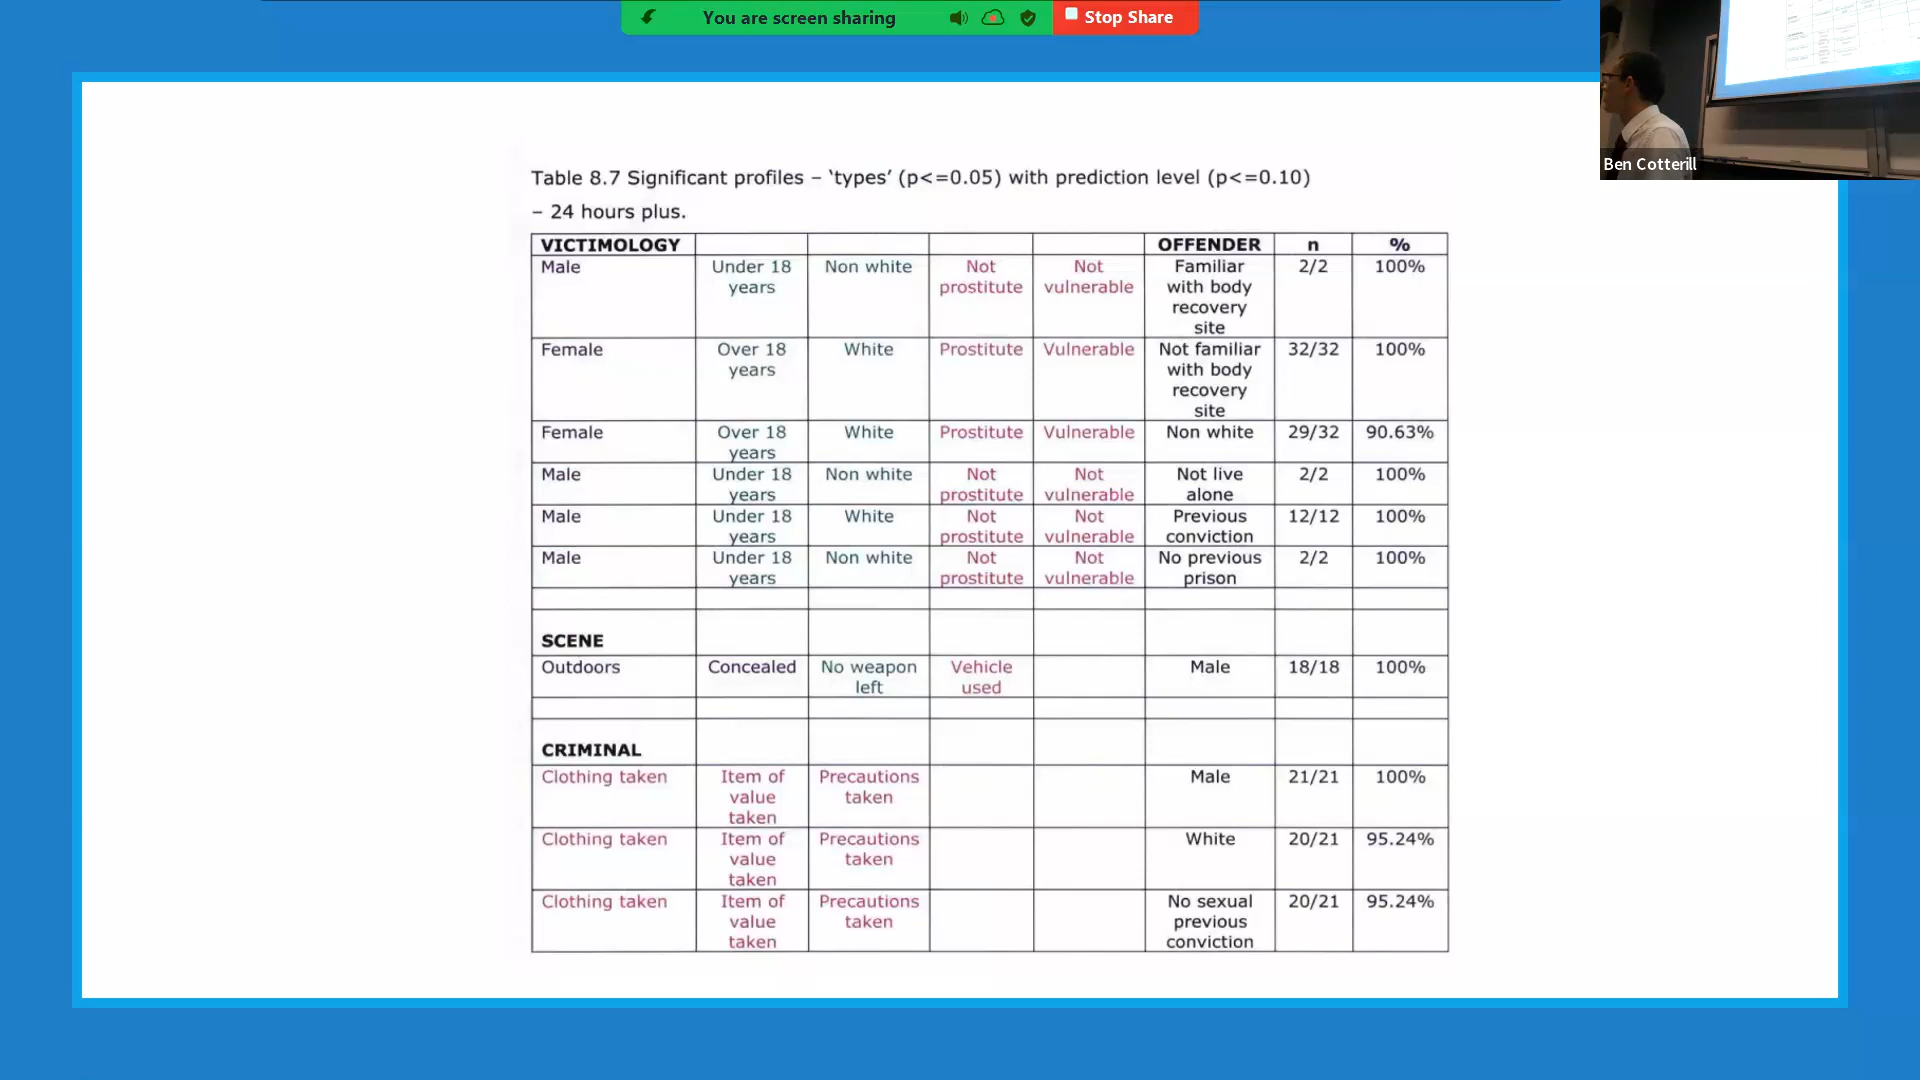 You are screen sharing
Stop Share
Ben Cotterill
Table 8.7 Significant profiles – ‘types’ (p<=0.05) with prediction level (p<=0.10)
– 24 hours plus.
VICTIMOLOGY OFFENDER n %
Male Under 18 years Non white Not prostitute Not vulnerable Familiar with body recovery site 2/2 100%
Female Over 18 years White Prostitute Vulnerable Not familiar with body recovery site 32/32 100%
Female Over 18 years White Prostitute Vulnerable Non white 29/32 90.63%
Male Under 18 years Non white Not prostitute Not vulnerable Not live alone 2/2 100%
Male Under 18 years White Not prostitute Not vulnerable Previous conviction 12/12 100%
Male Under 18 years Non white Not prostitute Not vulnerable No previous prison 2/2 100%
SCENE
Outdoors Concealed No weapon left Vehicle used Male 18/18 100%
CRIMINAL
Clothing taken Item of value taken Precautions taken Male 21/21 100%
Clothing taken Item of value taken Precautions taken White 20/21 95.24%
Clothing taken Item of value taken Precautions taken No sexual previous conviction 20/21 95.24%